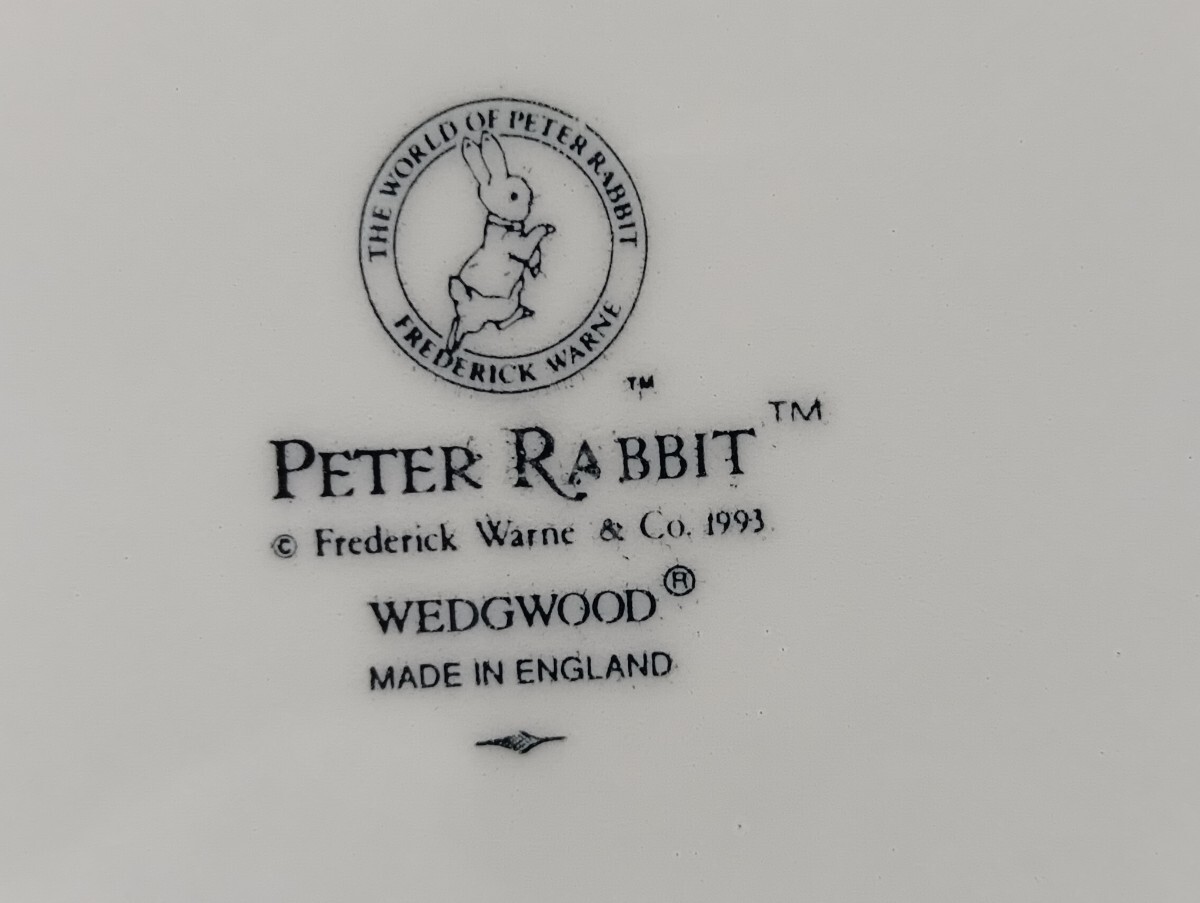 THE WORLD OF PETER RABBIT
FREDERICK WARNE
TM
PETER RABBIT TM
© Frederick Warne & Co. 1993
WEDGWOOD®
MADE IN ENGLAND